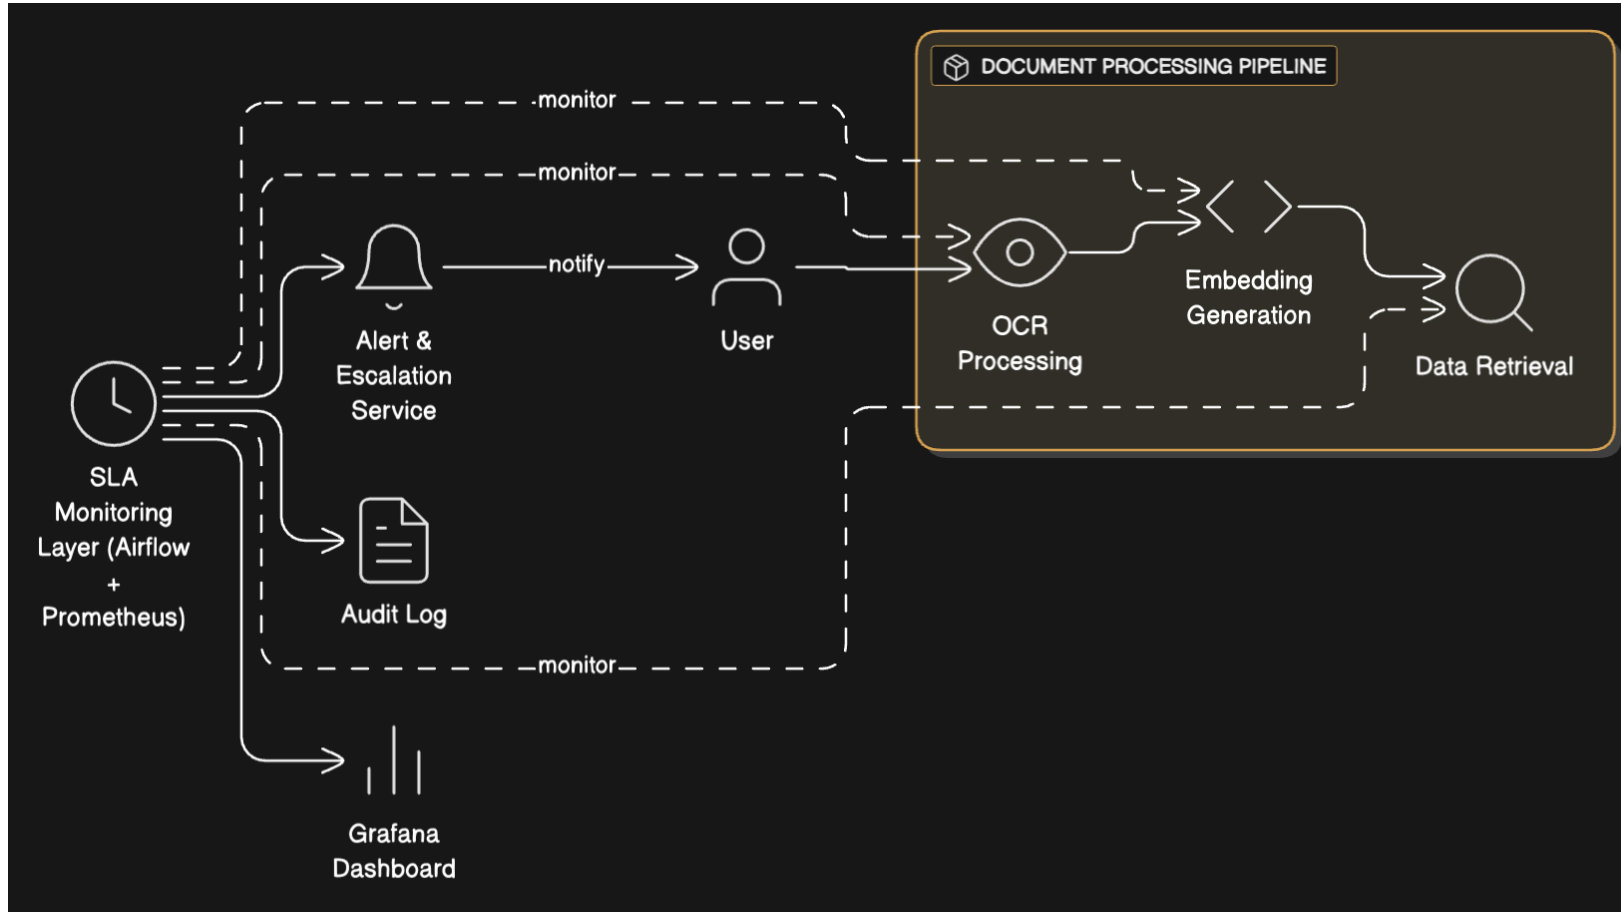 DOCUMENT PROCESSING PIPELINE
monitor
monitor
notify
Alert &
Escalation
Service
User
OCR
Processing
Embedding
Generation
Data Retrieval
SLA
Monitoring
Layer (Airflow
+
Prometheus)
Audit Log
monitor
Grafana
Dashboard